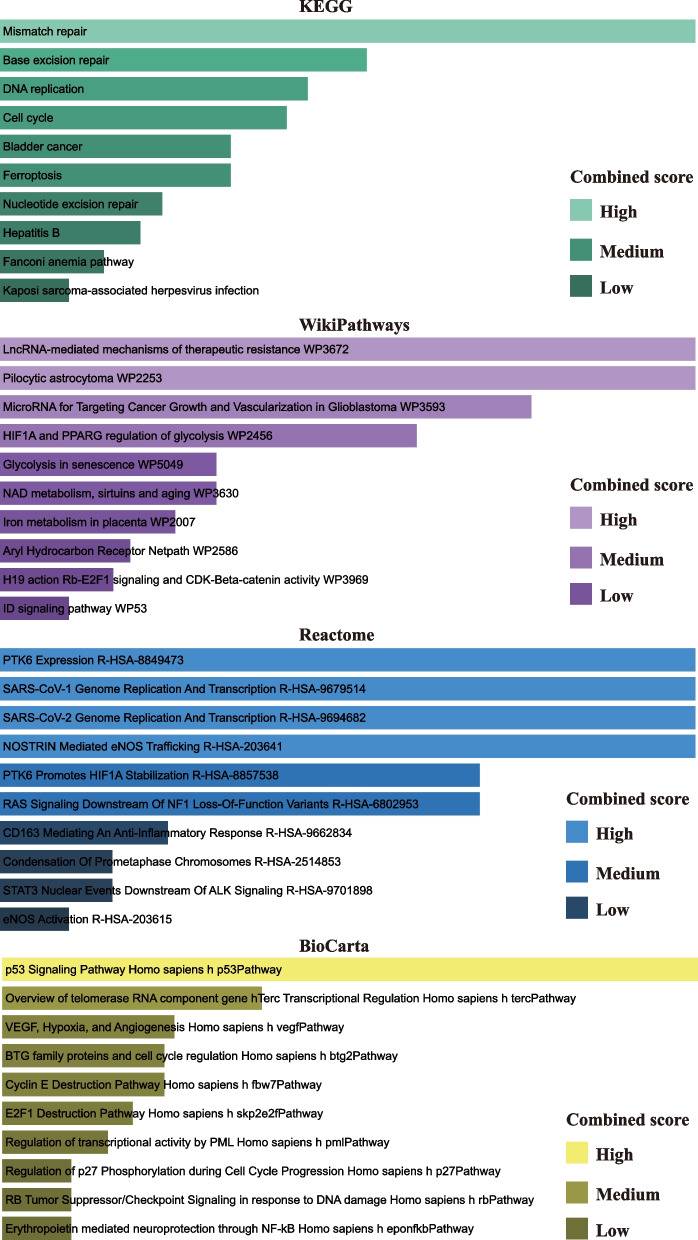 KEGG
Mismatch repair
Base excision repair
DNA replication
Cell cycle
Bladder cancer
Ferroptosis
Nucleotide excision repair
Hepatitis B
Fanconi anemia pathway
Kaposi sarcoma-associated herpesvirus infection
Combined score
High
Medium
Low
WikiPathways
LncRNA-mediated mechanisms of therapeutic resistance WP3672
Pilocytic astrocytoma WP2253
MicroRNA for Targeting Cancer Growth and Vascularization in Glioblastoma WP3593
HIF1A and PPARG regulation of glycolysis WP2456
Glycolysis in senescence WP5049
NAD metabolism, sirtuins and aging WP3630
Iron metabolism in placenta WP2007
Aryl Hydrocarbon Receptor Netpath WP2586
H19 action Rb-E2F1 signaling and CDK-Beta-catenin activity WP3969
ID signaling pathway WP53
Combined score
High
Medium
Low
Reactome
PTK6 Expression R-HSA-8849473
SARS-CoV-1 Genome Replication And Transcription R-HSA-9679514
SARS-CoV-2 Genome Replication And Transcription R-HSA-9694682
NOSTRIN Mediated eNOS Trafficking R-HSA-203641
PTK6 Promotes HIF1A Stabilization R-HSA-8857538
RAS Signaling Downstream Of NF1 Loss-Of-Function Variants R-HSA-6802953
CD163 Mediating An Anti-Inflammatory Response R-HSA-9662834
Condensation Of Prometaphase Chromosomes R-HSA-2514853
STAT3 Nuclear Events Downstream Of ALK Signaling R-HSA-9701898
eNOS Activation R-HSA-203615
Combined score
High
Medium
Low
BioCarta
p53 Signaling Pathway Homo sapiens h p53Pathway
Overview of telomerase RNA component gene hTerc Transcriptional Regulation Homo sapiens h tercPathway
VEGF, Hypoxia, and Angiogenesis Homo sapiens h vegfPathway
BTG family proteins and cell cycle regulation Homo sapiens h btg2Pathway
Cyclin E Destruction Pathway Homo sapiens h fbw7Pathway
E2F1 Destruction Pathway Homo sapiens h skp2e2fPathway
Regulation of transcriptional activity by PML Homo sapiens h pmlPathway
Regulation of p27 Phosphorylation during Cell Cycle Progression Homo sapiens h p27Pathway
RB Tumor Suppressor/Checkpoint Signaling in response to DNA damage Homo sapiens h rbPathway
Erythropoietin mediated neuroprotection through NF-kB Homo sapiens h eponfkbPathway
Combined score
High
Medium
Low